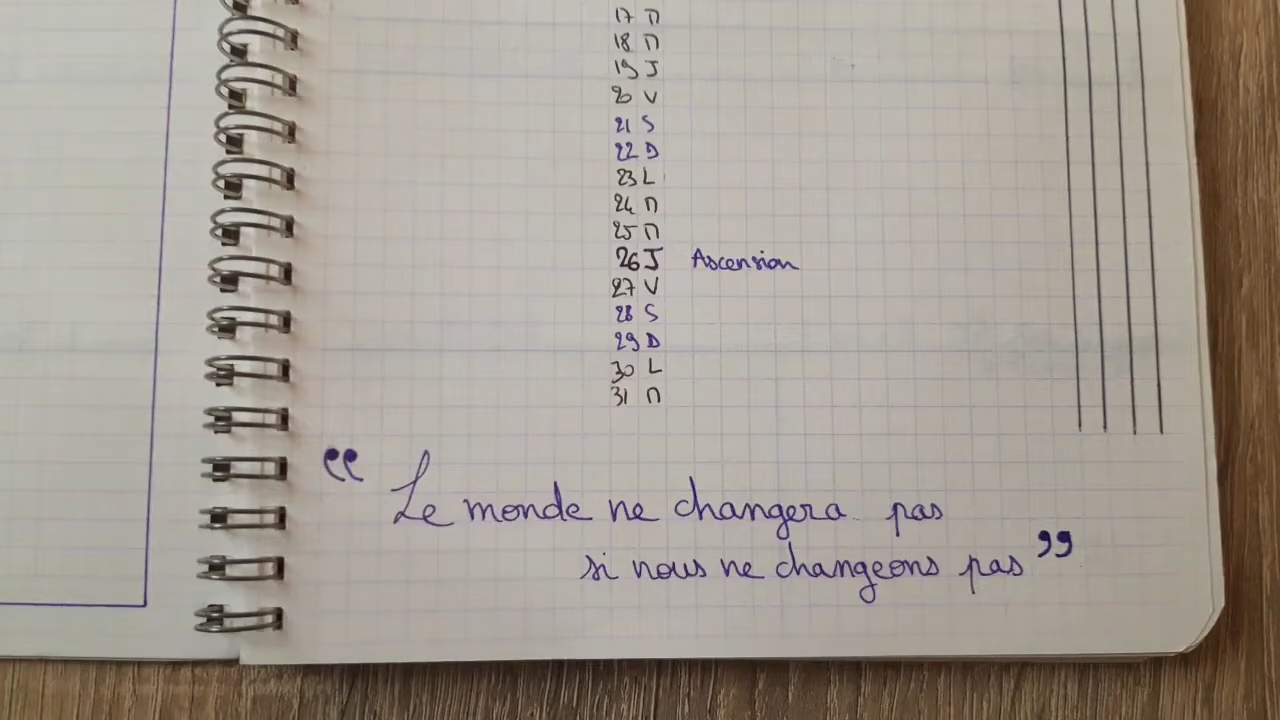 17 M
18 M
19 J
20 V
21 S
22 D
23 L
24 M
25 M
26 J Ascension
27 V
28 S
29 D
30 L
31 M
“ Le monde ne changera pas
si nous ne changeons pas ”